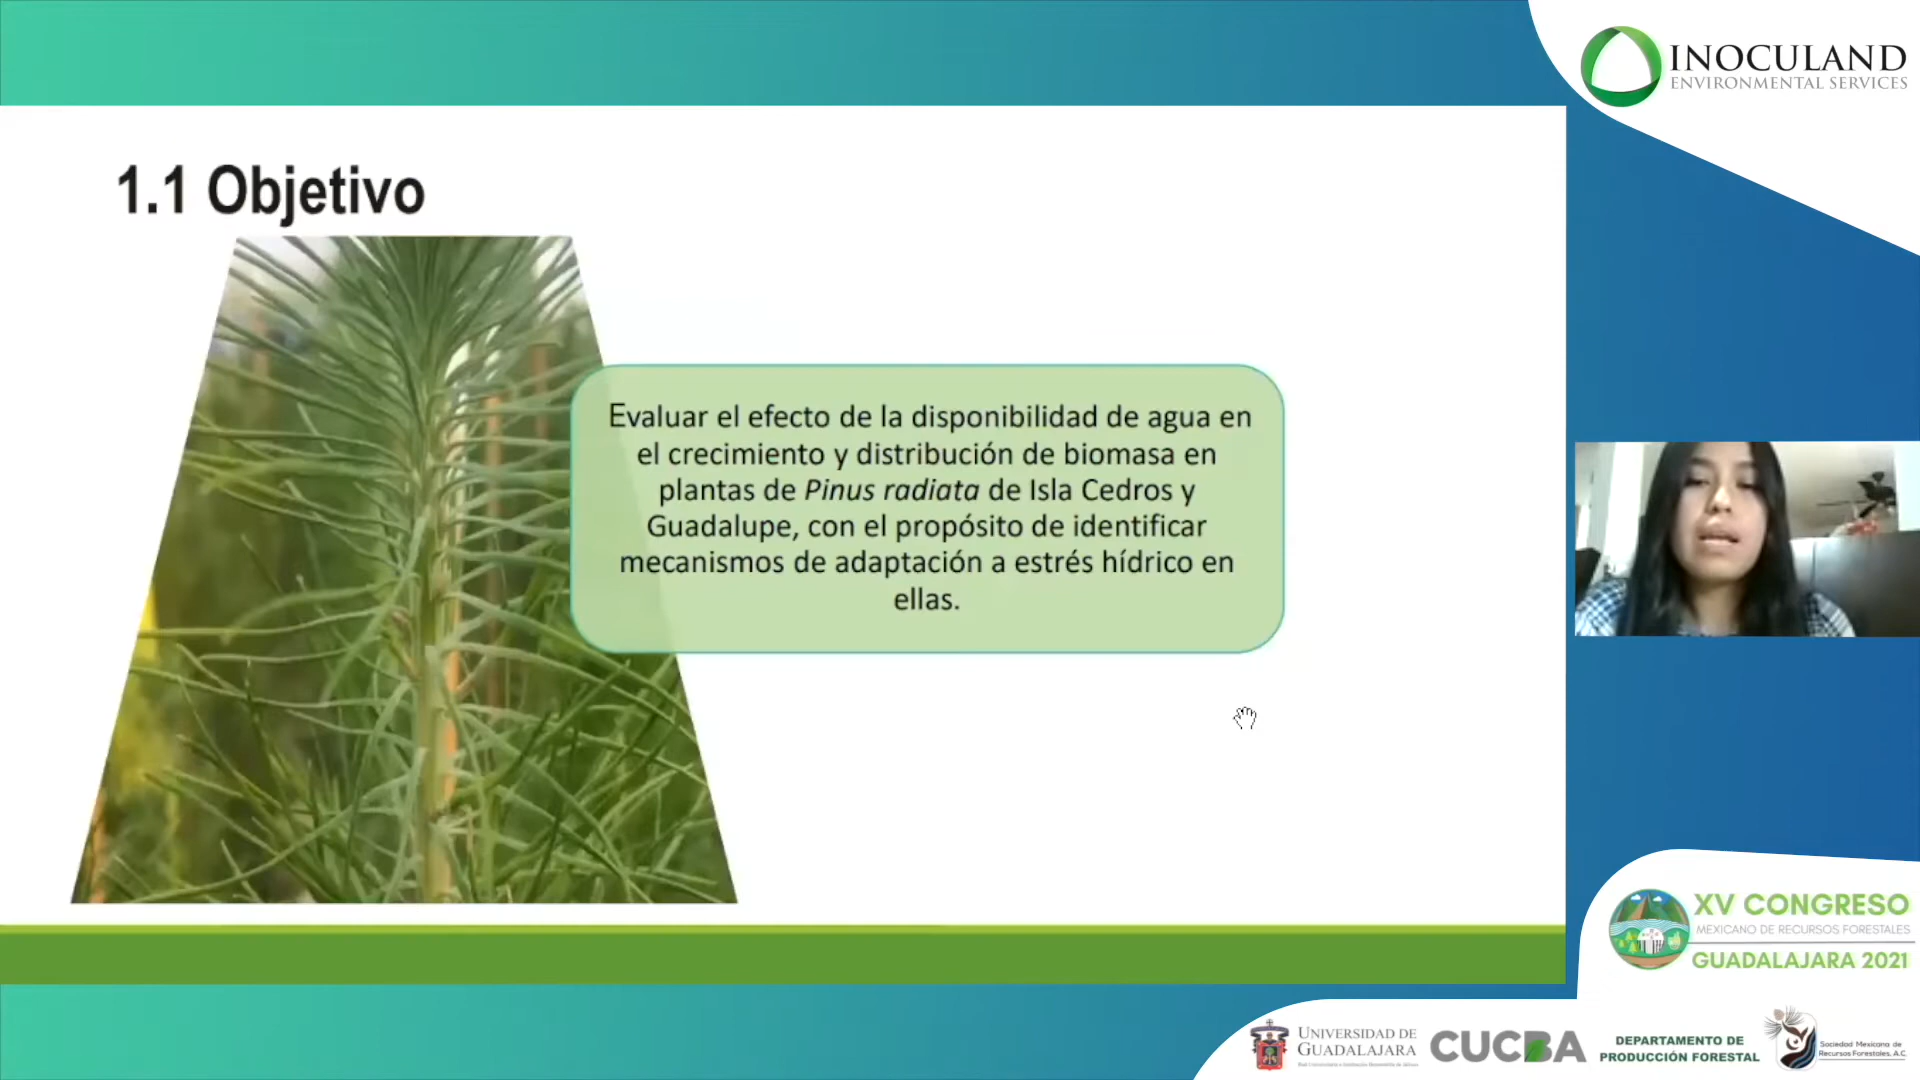 INOCULAND
ENVIRONMENTAL SERVICES
1.1 Objetivo
Evaluar el efecto de la disponibilidad de agua en
el crecimiento y distribución de biomasa en
plantas de Pinus radiata de Isla Cedros y
Guadalupe, con el propósito de identificar
mecanismos de adaptación a estrés hídrico en
ellas.
XV CONGRESO
MEXICANO DE RECURSOS FORESTALES
GUADALAJARA 2021
UNIVERSIDAD DE
GUADALAJARA
CUCBA
DEPARTAMENTO DE
PRODUCCIÓN FORESTAL
Sociedad Mexicana de
Recursos Forestales, A.C.